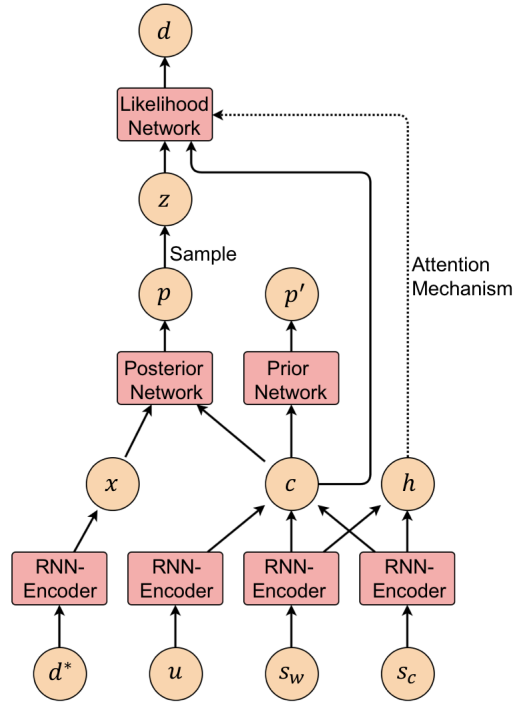 d
Likelihood
Network
z
Sample
p
p′
Attention
Mechanism
Posterior
Network
Prior
Network
x
c
h
RNN-
Encoder
RNN-
Encoder
RNN-
Encoder
RNN-
Encoder
d*
u
s_w
s_c